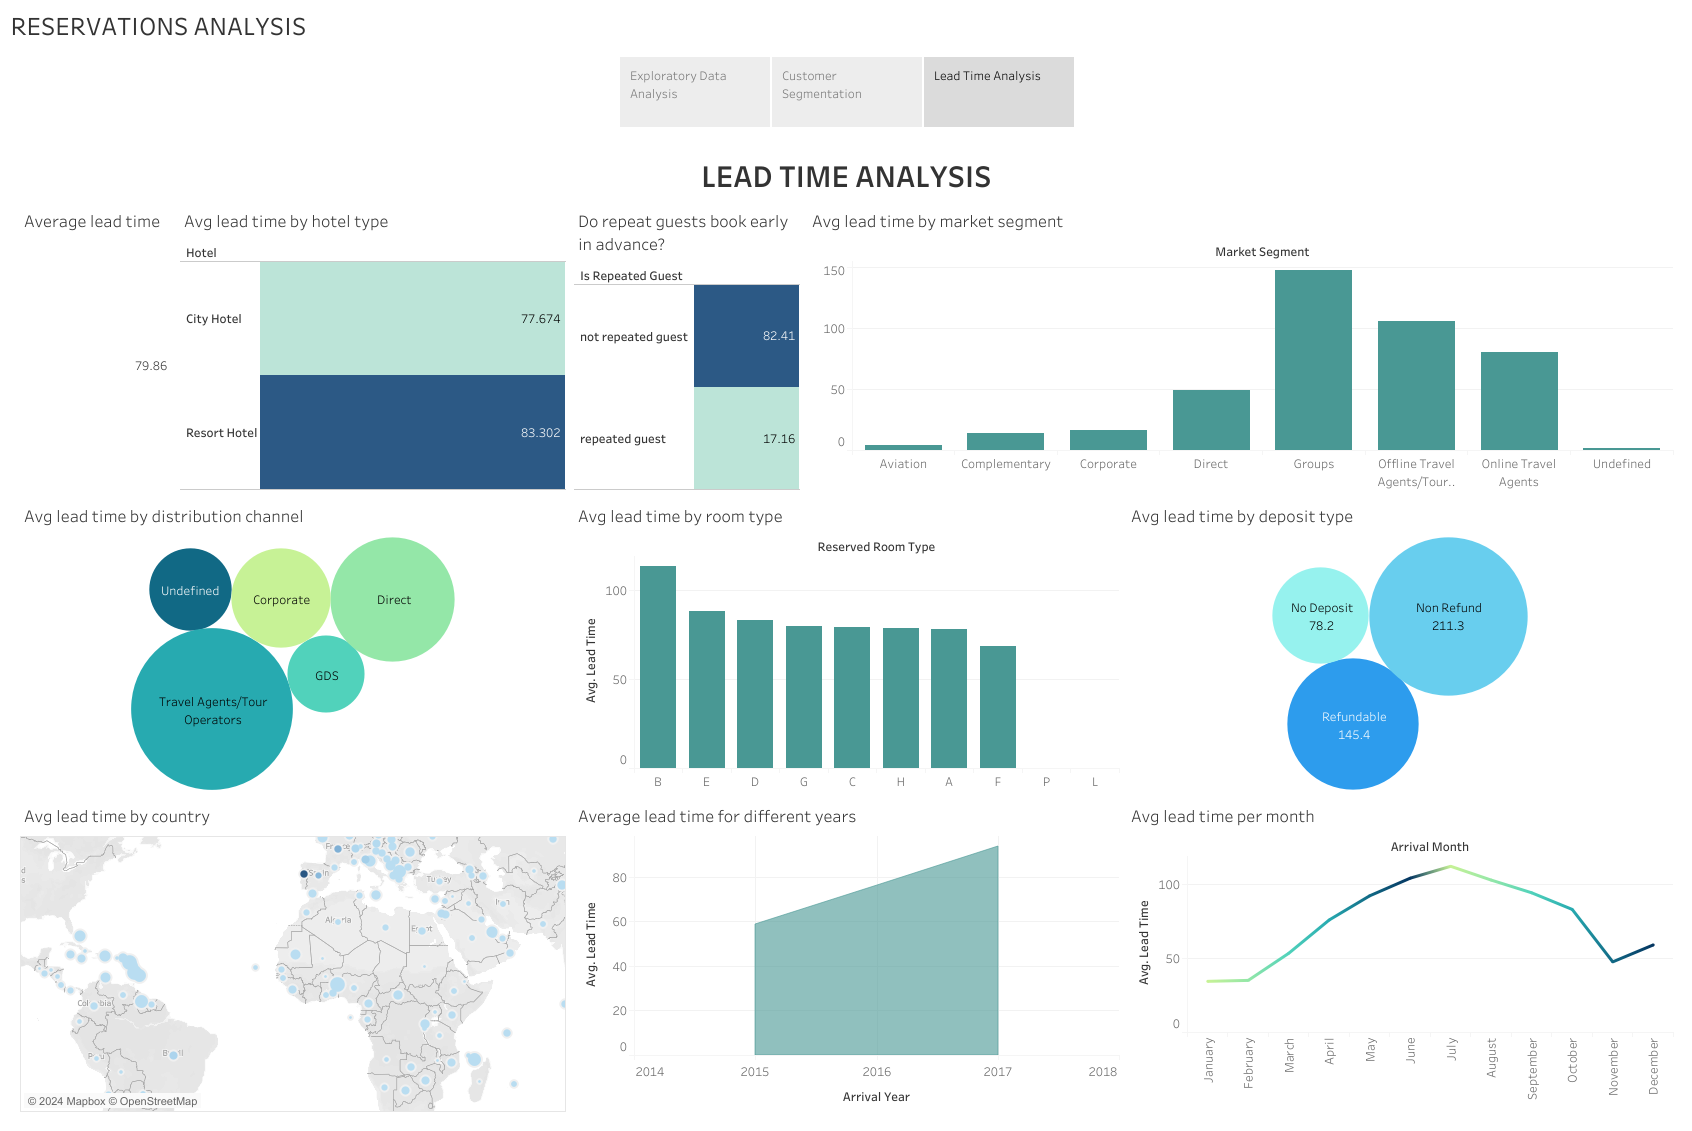 RESERVATIONS ANALYSIS
Exploratory Data
Analysis
Customer
Segmentation
Lead Time Analysis
LEAD TIME ANALYSIS
Average lead time
79.86
Avg lead time by hotel type
Hotel
City Hotel
77.674
Resort Hotel
83.302
Do repeat guests book early
in advance?
Is Repeated Guest
not repeated guest
82.41
repeated guest
17.16
Avg lead time by market segment
Market Segment
150
100
50
0
Aviation
Complementary
Corporate
Direct
Groups
Offline Travel
Agents/Tour..
Online Travel
Agents
Undefined
Avg lead time by distribution channel
Undefined
Corporate
Direct
GDS
Travel Agents/Tour
Operators
Avg lead time by room type
Reserved Room Type
Avg. Lead Time
100
50
0
B
E
D
G
C
H
A
F
P
L
Avg lead time by deposit type
No Deposit
78.2
Non Refund
211.3
Refundable
145.4
Avg lead time by country
© 2024 Mapbox © OpenStreetMap
Average lead time for different years
Avg. Lead Time
80
60
40
20
0
2014
2015
2016
2017
2018
Arrival Year
Avg lead time per month
Arrival Month
Avg. Lead Time
100
50
0
January
February
March
April
May
June
July
August
September
October
November
December